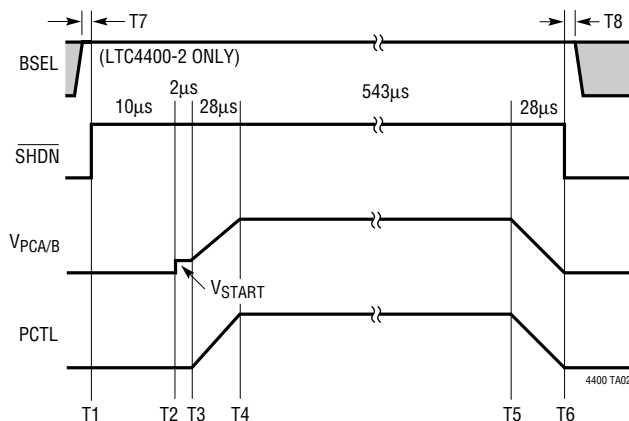 T7
T8
BSEL
(LTC4400-2 ONLY)
2µs
543µs
10µs
28µs
28µs
SHDN
VPCA/B
VSTART
PCTL
4400 TA02
T1
T2
T3
T4
T5
T6